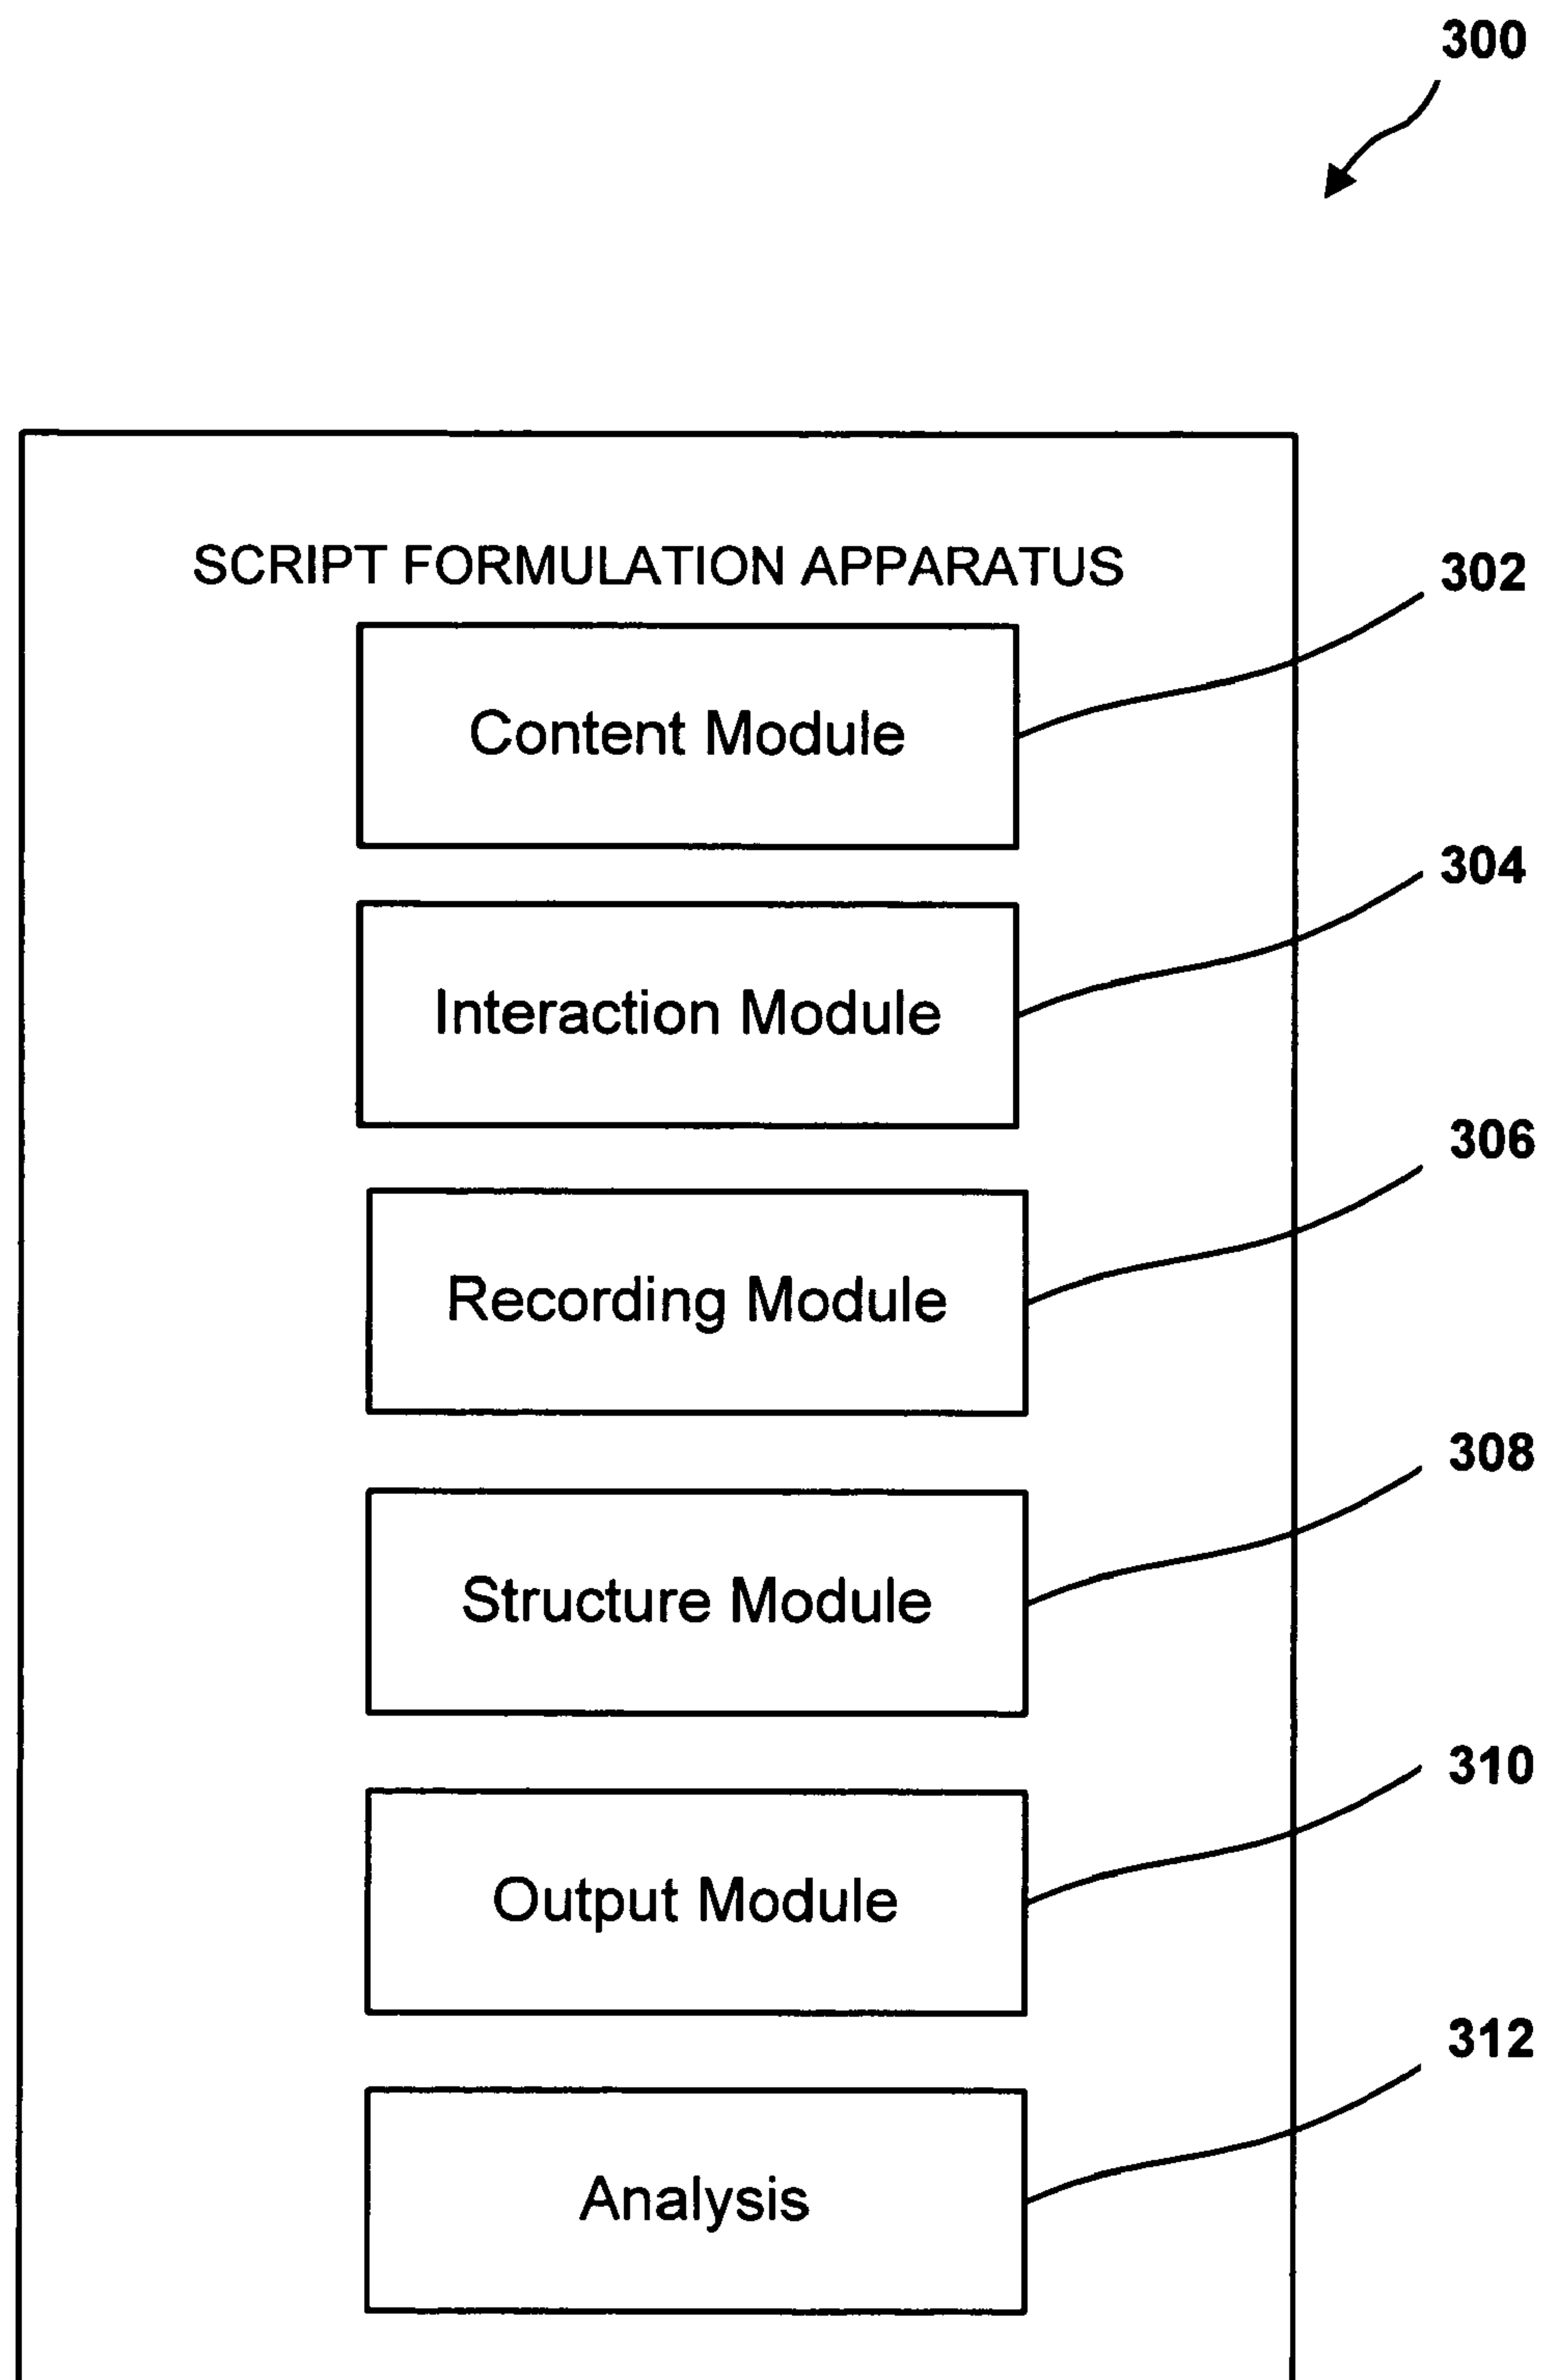 300
SCRIPT FORMULATION APPARATUS
302
Content Module
304
Interaction Module
306
Recording Module
308
Structure Module
310
Output Module
312
Analysis